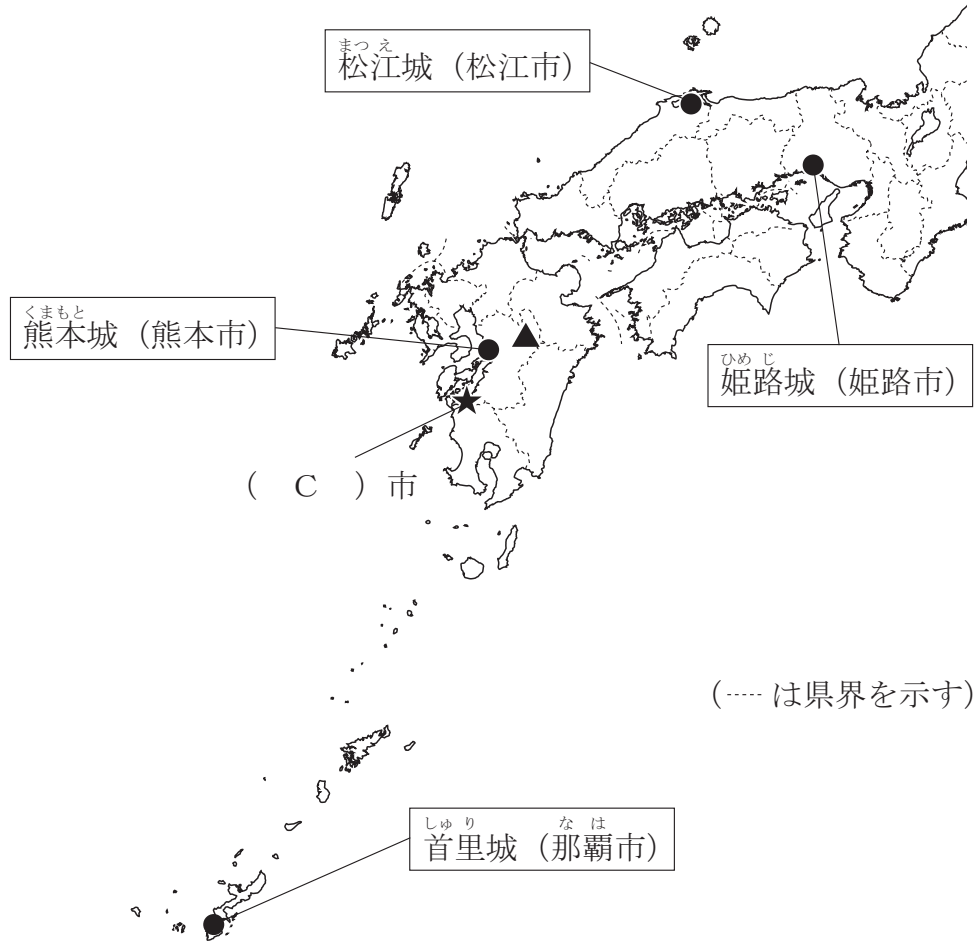 まつ え
松江城（松江市）
くまもと
熊本城（熊本市）
ひめ じ
姫路城（姫路市）
（　C　）市
（┈┈ は県界を示す）
しゅ り　な は
首里城（那覇市）